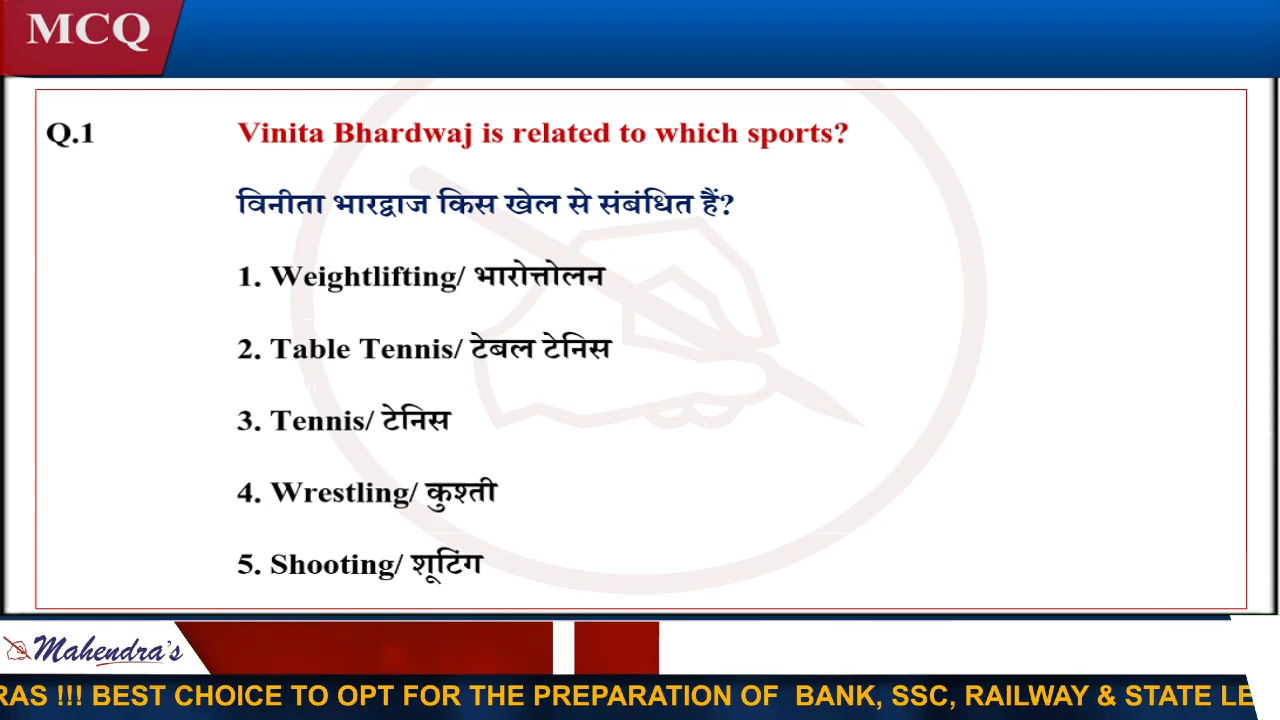 MCQ
Q.1 Vinita Bhardwaj is related to which sports?
विनीता भारद्वाज किस खेल से संबंधित हैं?
1. Weightlifting/ भारोत्तोलन
2. Table Tennis/ टेबल टेनिस
3. Tennis/ टेनिस
4. Wrestling/ कुश्ती
5. Shooting/ शूटिंग
Mahendra's
RAS !!! BEST CHOICE TO OPT FOR THE PREPARATION OF BANK, SSC, RAILWAY & STATE LE